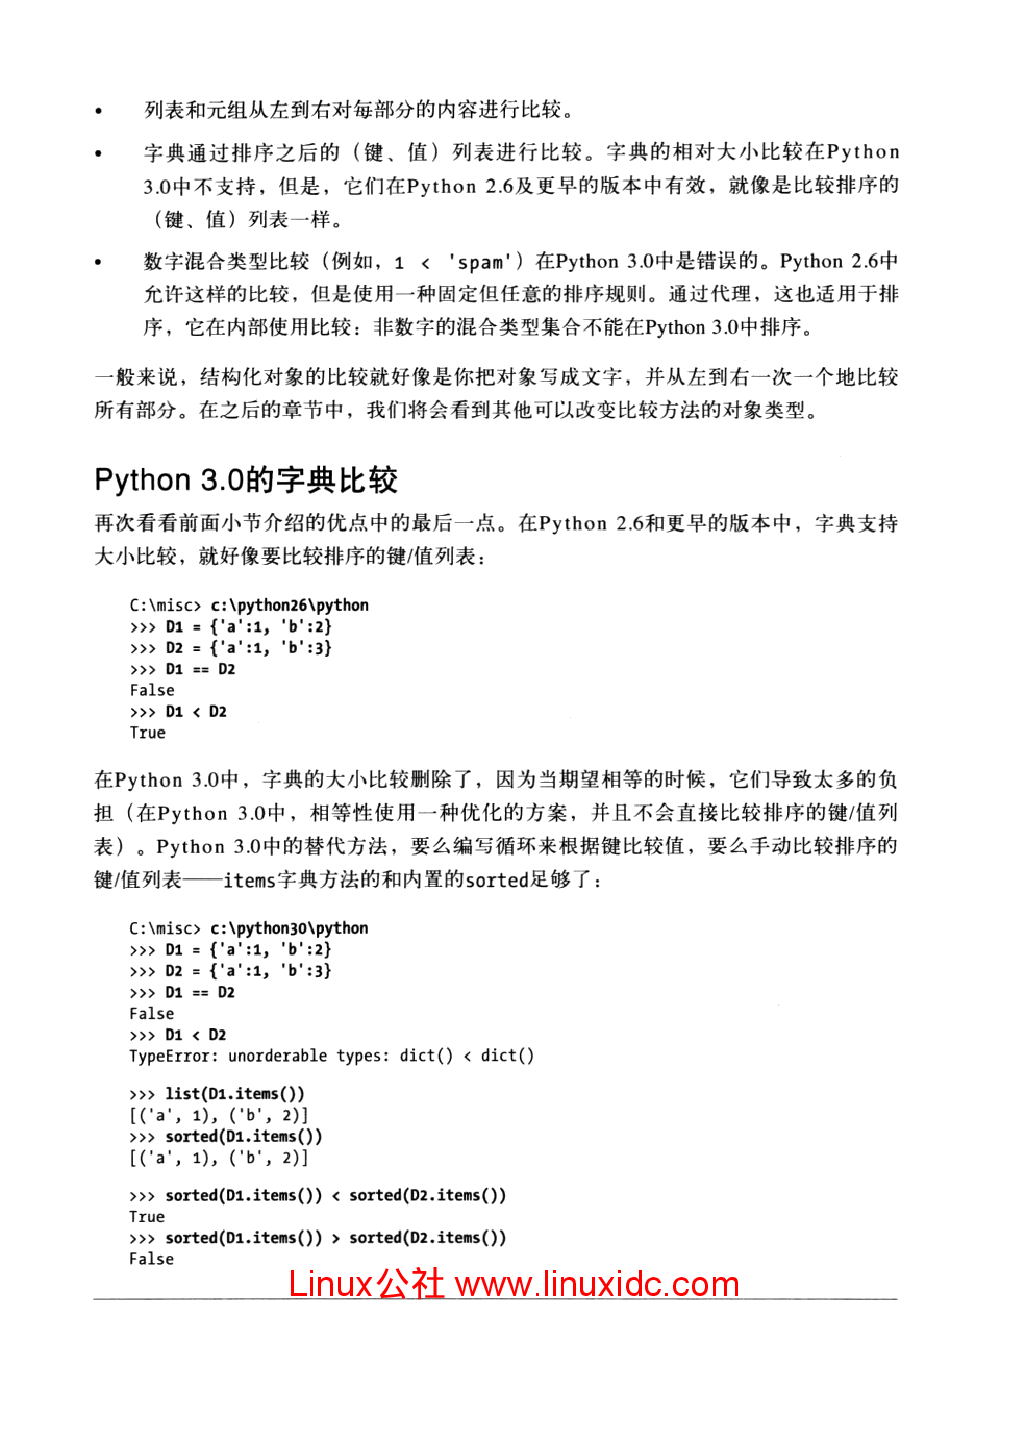 • 列表和元组从左到右对每部分的内容进行比较。
• 字典通过排序之后的（键、值）列表进行比较。字典的相对大小比较在Python
3.0中不支持，但是，它们在Python 2.6及更早的版本中有效，就像是比较排序的
（键、值）列表一样。
• 数字混合类型比较（例如，1 < 'spam'）在Python 3.0中是错误的。Python 2.6中
允许这样的比较，但是使用一种固定但任意的排序规则。通过代理，这也适用于排
序，它在内部使用比较：非数字的混合类型集合不能在Python 3.0中排序。
一般来说，结构化对象的比较就好像是你把对象写成文字，并从左到右一次一个地比较
所有部分。在之后的章节中，我们将会看到其他可以改变比较方法的对象类型。
Python 3.0的字典比较
再次看看前面小节介绍的优点中的最后一点。在Python 2.6和更早的版本中，字典支持
大小比较，就好像要比较排序的键/值列表：
C:\misc> c:\python26\python
>>> D1 = {'a':1, 'b':2}
>>> D2 = {'a':1, 'b':3}
>>> D1 == D2
False
>>> D1 < D2
True
在Python 3.0中，字典的大小比较删除了，因为当期望相等的时候，它们导致太多的负
担（在Python 3.0中，相等性使用一种优化的方案，并且不会直接比较排序的键/值列
表）。Python 3.0中的替代方法，要么编写循环来根据键比较值，要么手动比较排序的
键/值列表——items字典方法的和内置的sorted足够了：
C:\misc> c:\python30\python
>>> D1 = {'a':1, 'b':2}
>>> D2 = {'a':1, 'b':3}
>>> D1 == D2
False
>>> D1 < D2
TypeError: unorderable types: dict() < dict()
>>> list(D1.items())
[('a', 1), ('b', 2)]
>>> sorted(D1.items())
[('a', 1), ('b', 2)]
>>> sorted(D1.items()) < sorted(D2.items())
True
>>> sorted(D1.items()) > sorted(D2.items())
False
Linux公社 www.linuxidc.com